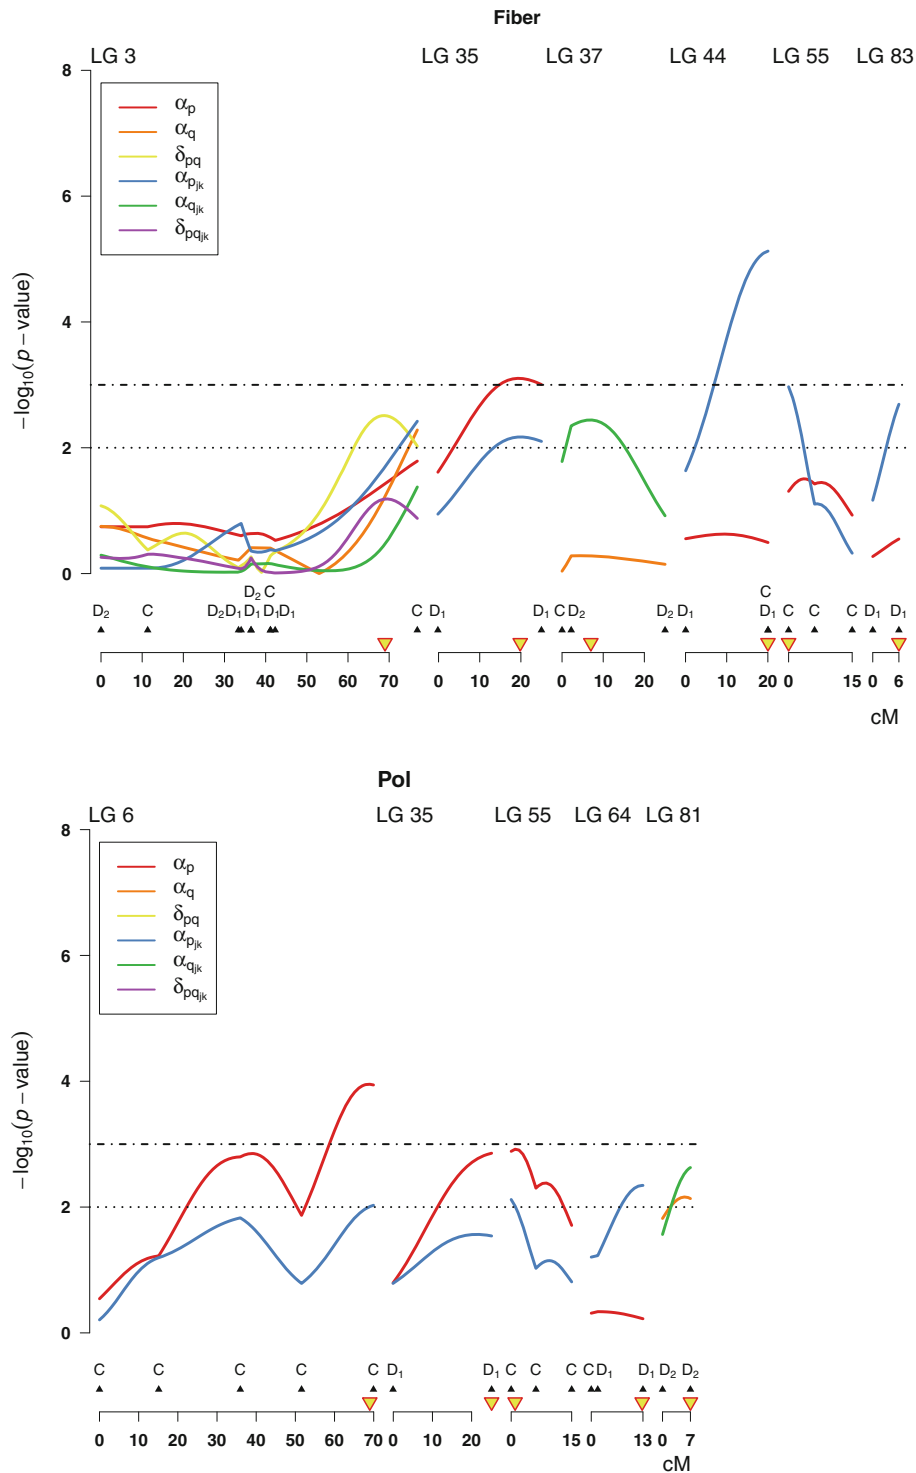 Fiber
LG 3 LG 35 LG 37 LG 44 LG 55 LG 83
8
6
4
2
0
−log₁₀(p − value)
αp
αq
δpq
αpjk
αqjk
δpqjk
D₂ C
C
D₂ C D₂D₁ D₁ D₁D₁ C D₁ D₁ C D₂ D₂ D₁ D₁ C C C D₁ D₁
0 10 20 30 40 50 60 70 0 10 20 0 10 20 0 10 20 0 15 0 6
cM
Pol
LG 6 LG 35 LG 55 LG 64 LG 81
8
6
4
2
0
−log₁₀(p − value)
αp
αq
δpq
αpjk
αqjk
δpqjk
C C C C C D₁ D₁ C C C C D₁ D₁ D₂ D₂
0 10 20 30 40 50 60 70 0 10 20 0 15 0 13 0 7
cM